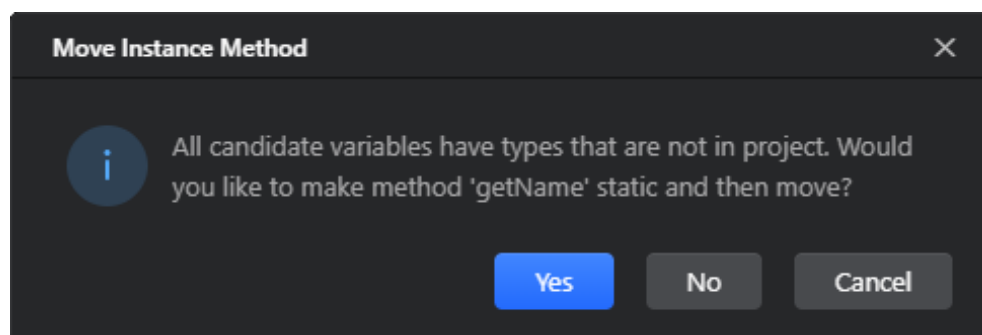 Move Instance Method
All candidate variables have types that are not in project. Would
you like to make method 'getName' static and then move?
Yes No Cancel